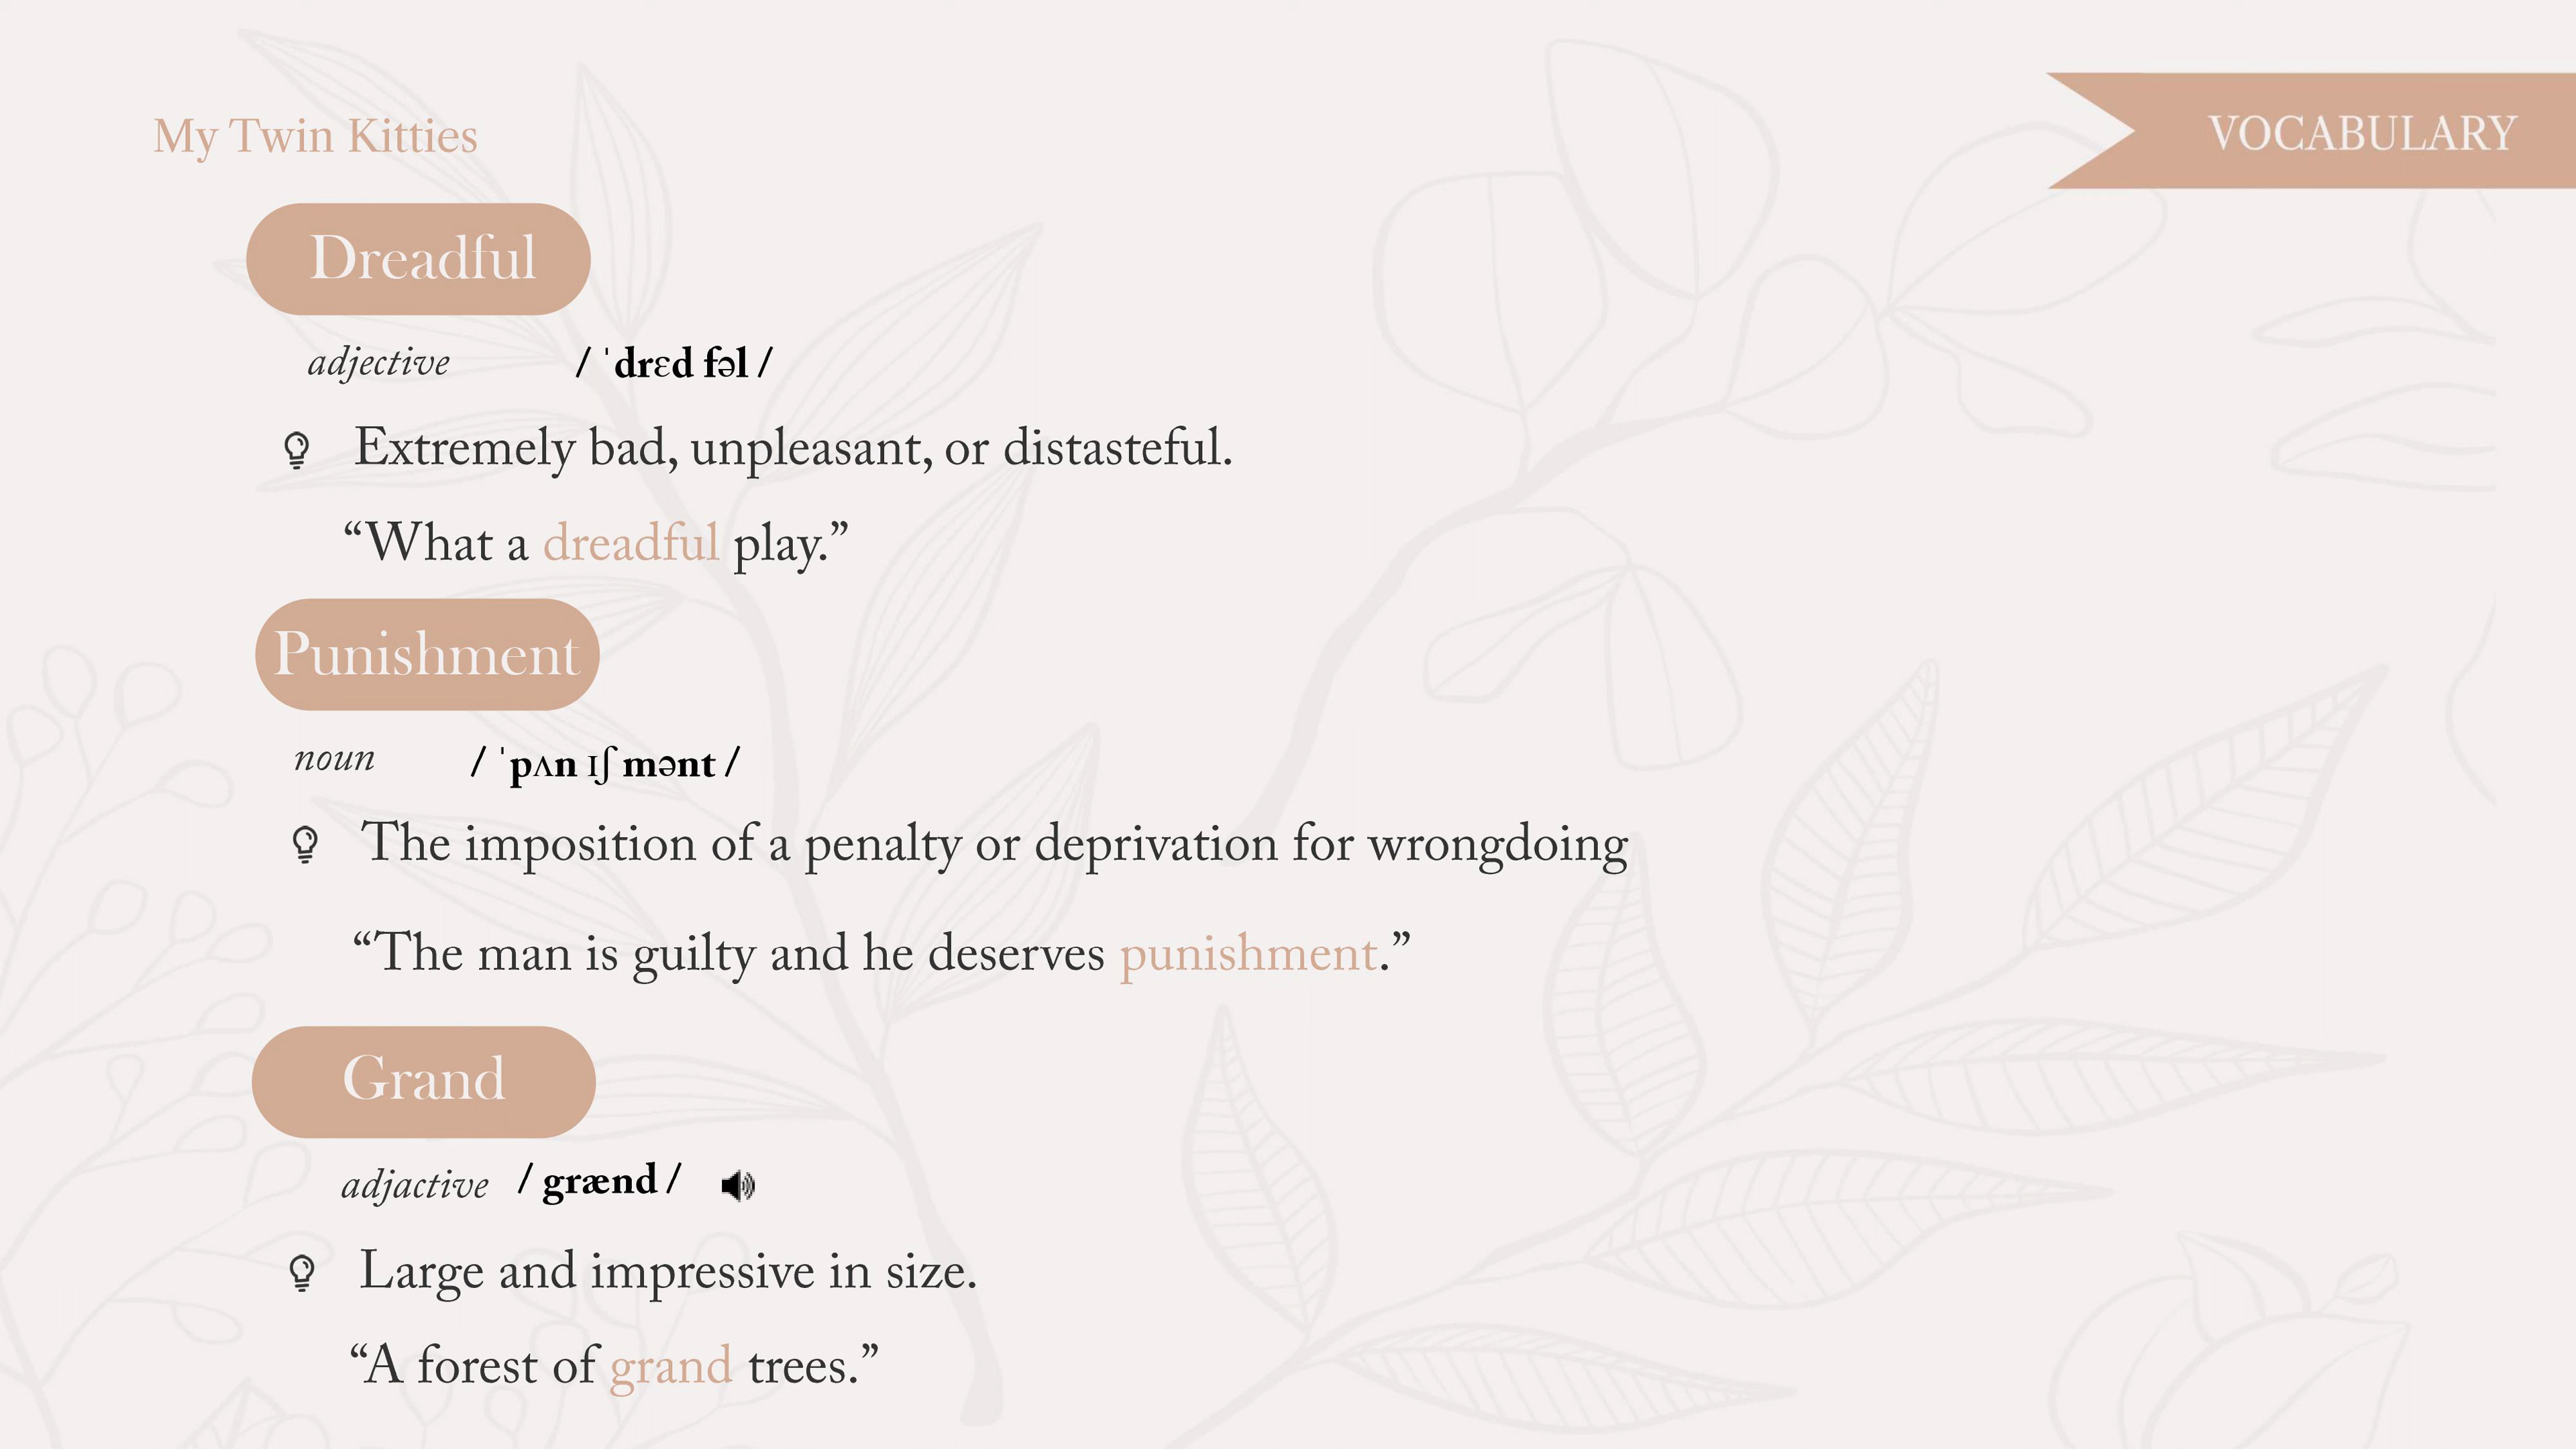 My Twin Kitties
VOCABULARY
Dreadful
adjective / ˈdrɛd fəl /
Extremely bad, unpleasant, or distasteful.
“What a dreadful play.”
Punishment
noun / ˈpʌn ɪʃ mənt /
The imposition of a penalty or deprivation for wrongdoing
“The man is guilty and he deserves punishment.”
Grand
adjactive / grænd /
Large and impressive in size.
“A forest of grand trees.”